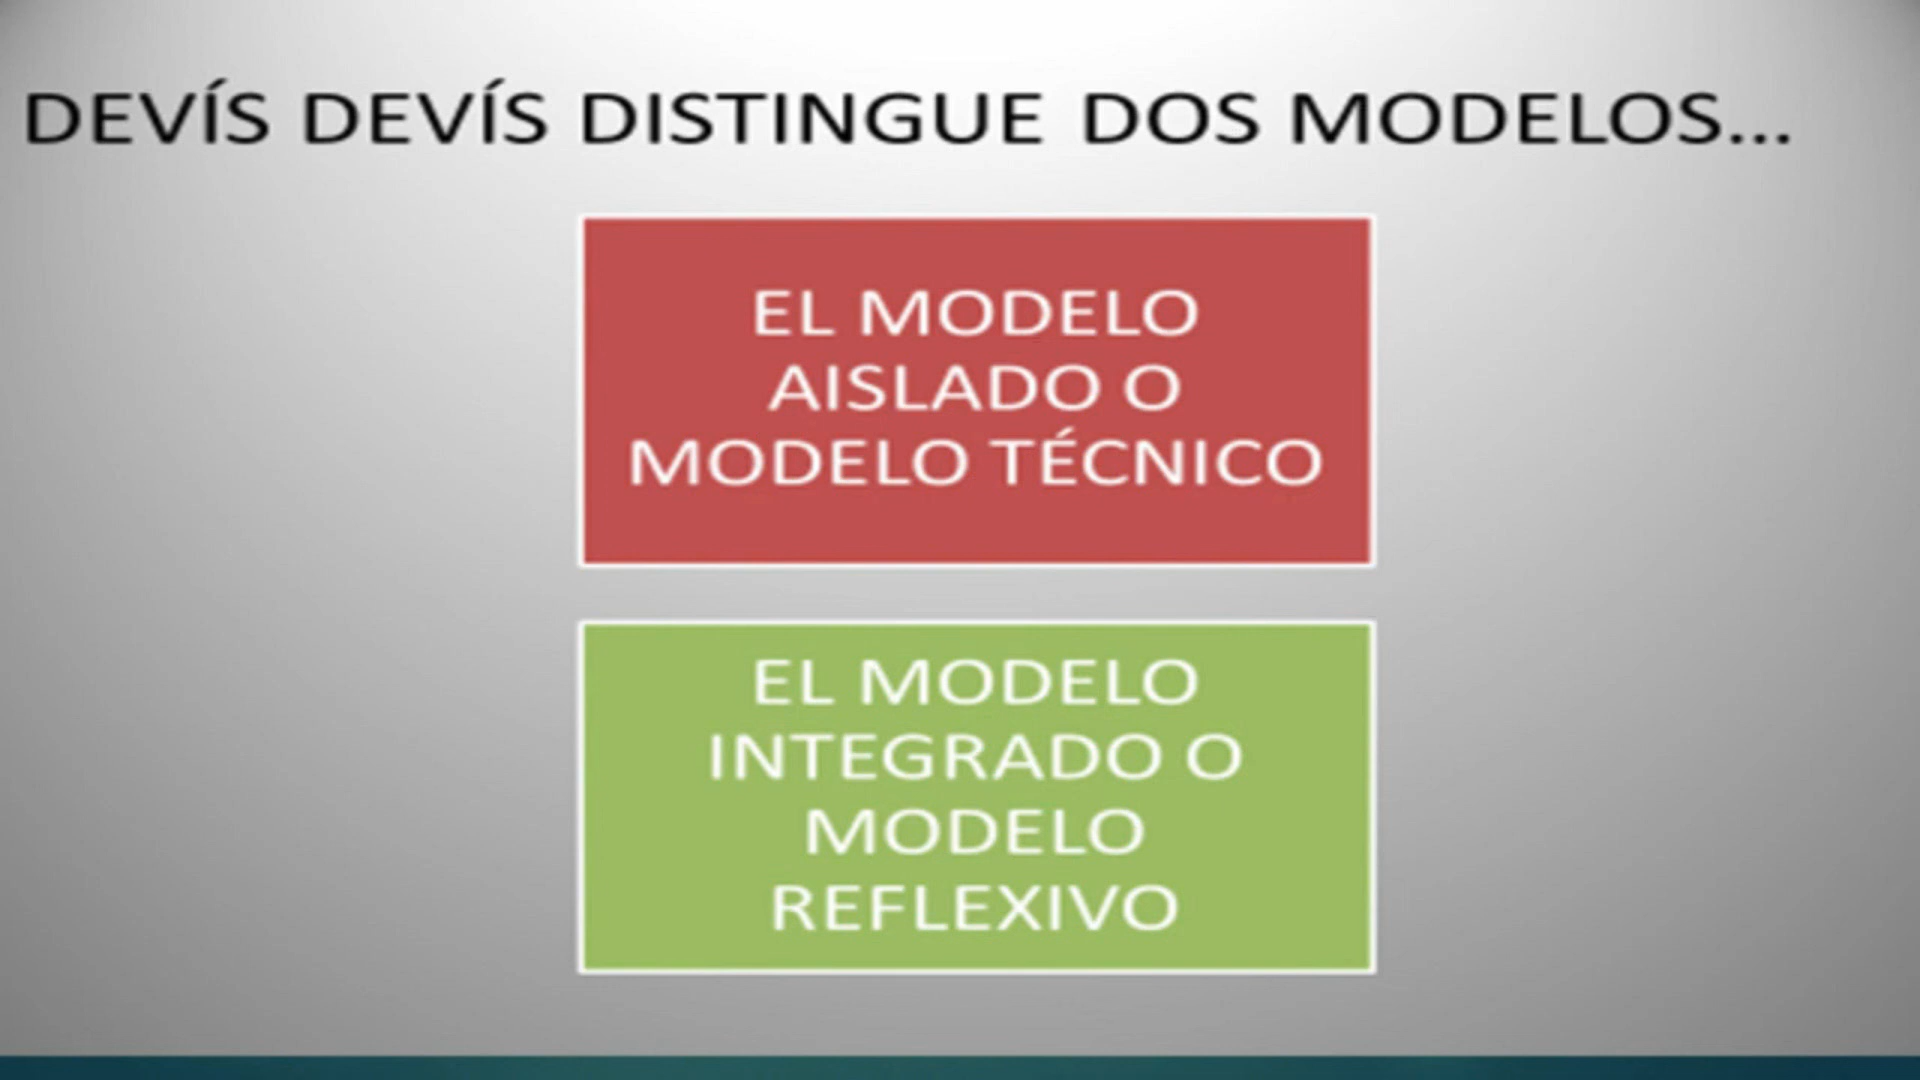 DEVÍS DEVÍS DISTINGUE DOS MODELOS...
EL MODELO
AISLADO O
MODELO TÉCNICO
EL MODELO
INTEGRADO O
MODELO
REFLEXIVO